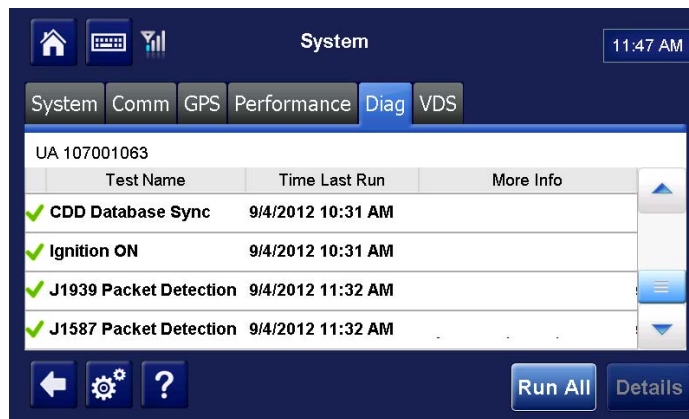 System
11:47 AM
System Comm GPS Performance Diag VDS
UA 107001063
Test Name Time Last Run More Info
CDD Database Sync 9/4/2012 10:31 AM
Ignition ON 9/4/2012 10:31 AM
J1939 Packet Detection 9/4/2012 11:32 AM
J1587 Packet Detection 9/4/2012 11:32 AM
? Run All Details